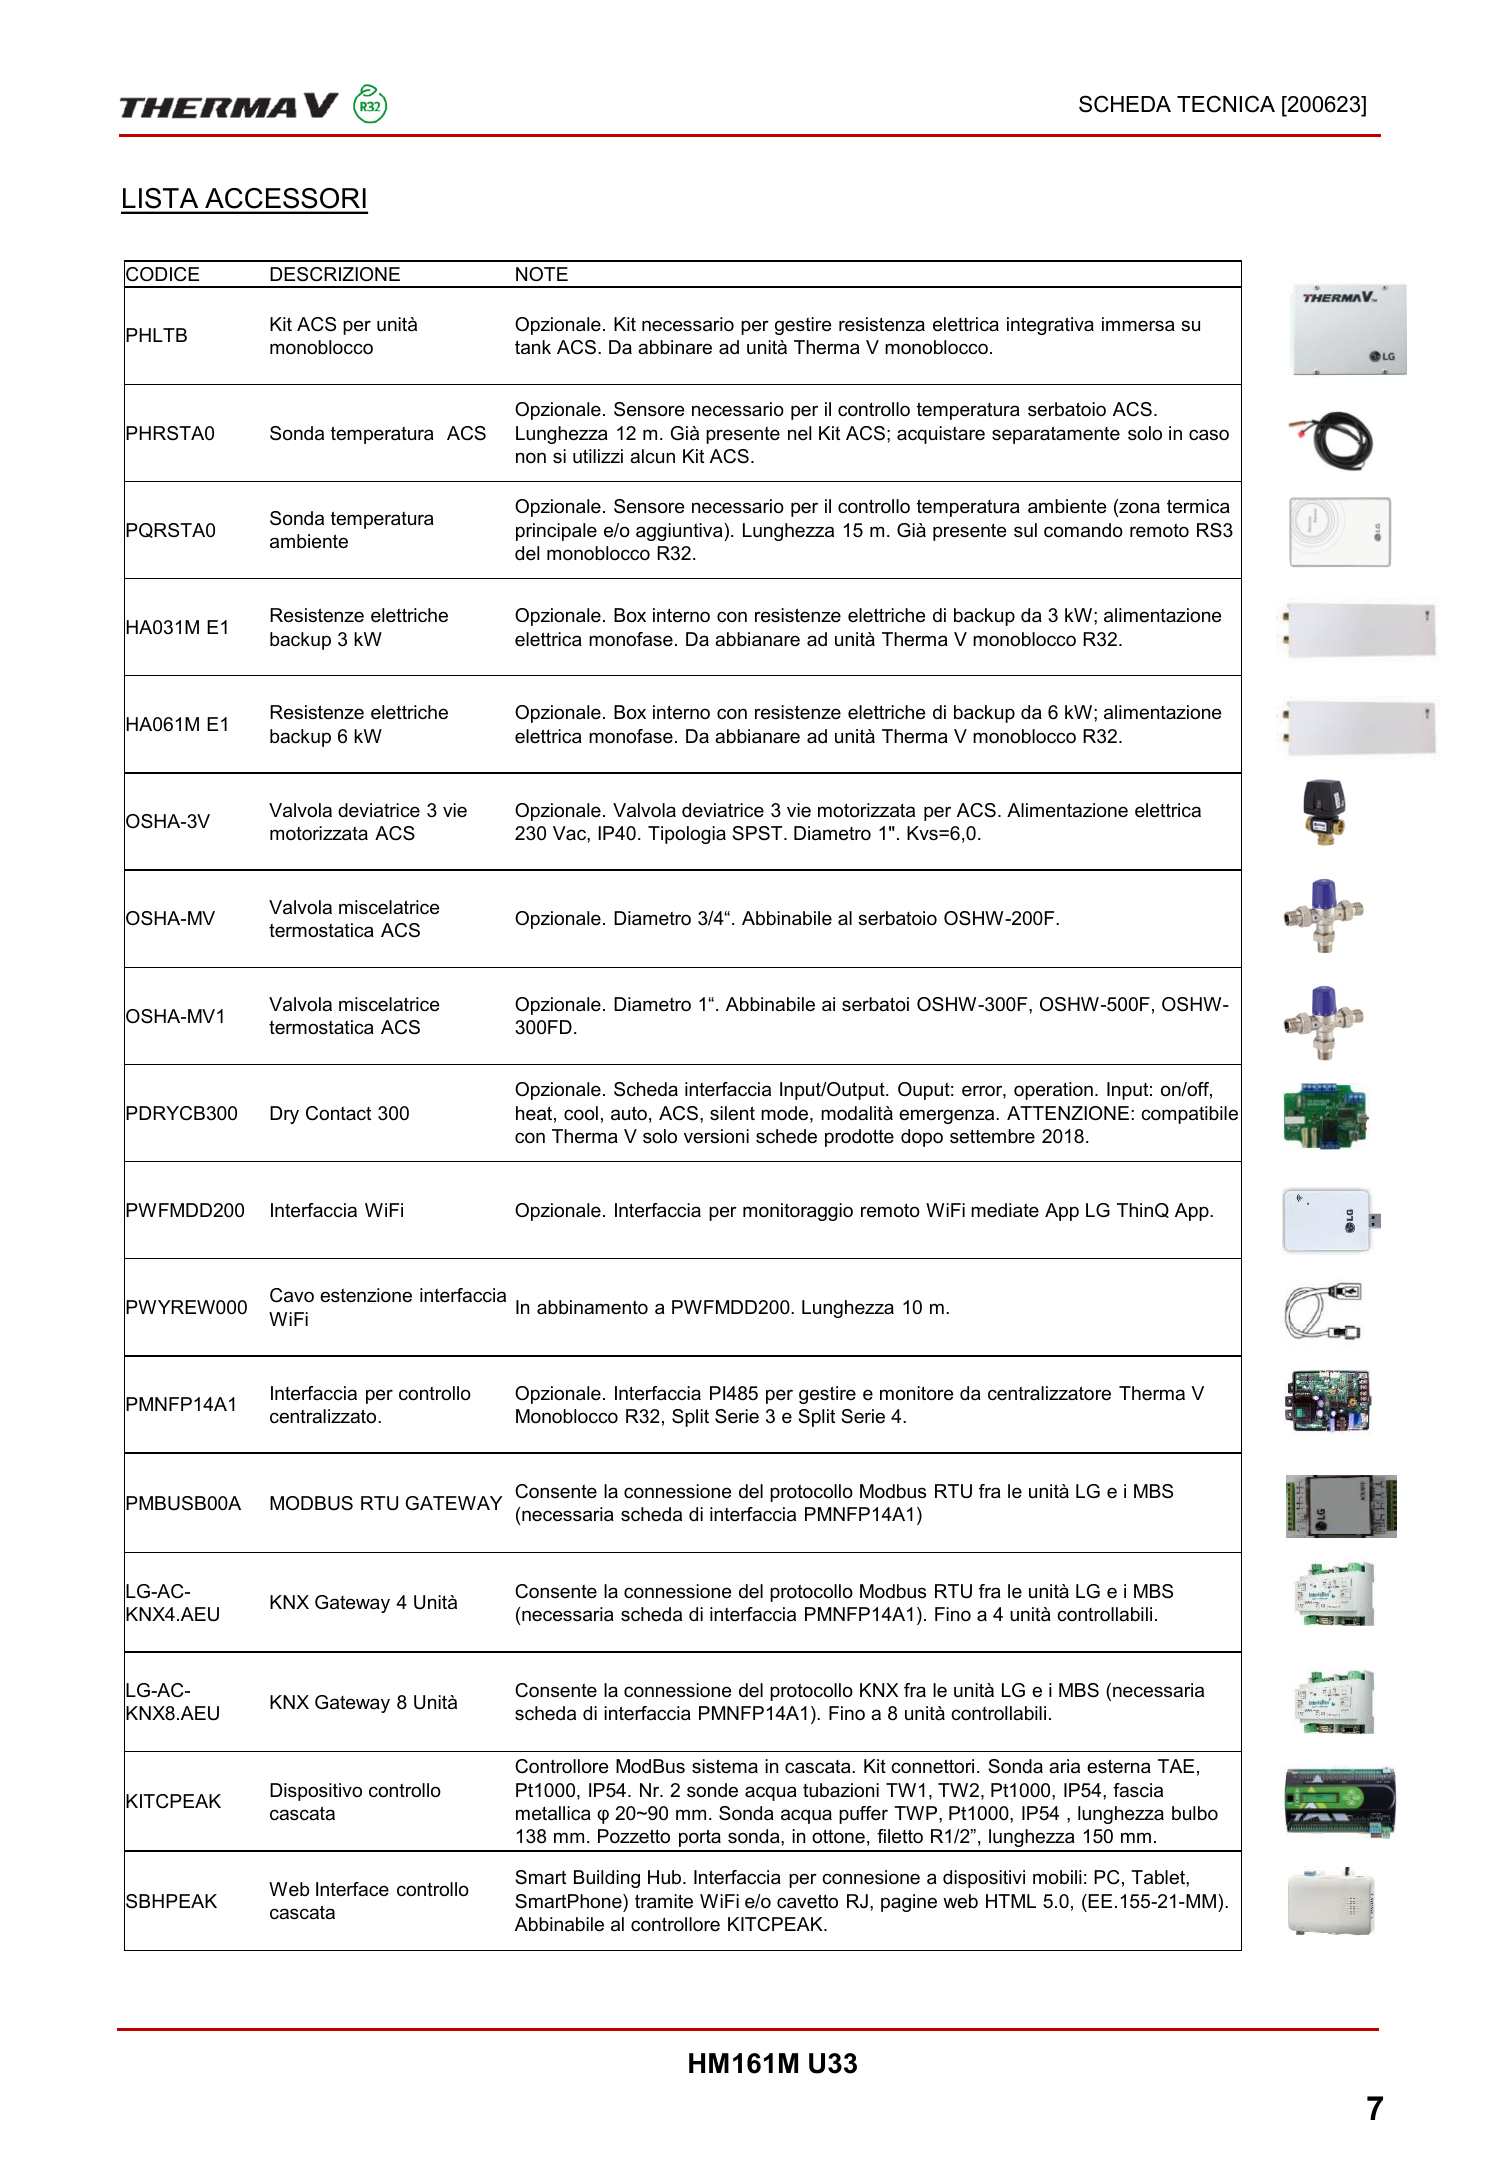 THERMA V R32
SCHEDA TECNICA [200623]
LISTA ACCESSORI
CODICE DESCRIZIONE NOTE
PHLTB
Kit ACS per unità
monoblocco
Opzionale. Kit necessario per gestire resistenza elettrica integrativa immersa su
tank ACS. Da abbinare ad unità Therma V monoblocco.
THERMA V™
LG
PHRSTA0
Sonda temperatura ACS
Opzionale. Sensore necessario per il controllo temperatura serbatoio ACS.
Lunghezza 12 m. Già presente nel Kit ACS; acquistare separatamente solo in caso
non si utilizzi alcun Kit ACS.
PQRSTA0
Sonda temperatura
ambiente
Opzionale. Sensore necessario per il controllo temperatura ambiente (zona termica
principale e/o aggiuntiva). Lunghezza 15 m. Già presente sul comando remoto RS3
del monoblocco R32.
LG
HA031M E1
Resistenze elettriche
backup 3 kW
Opzionale. Box interno con resistenze elettriche di backup da 3 kW; alimentazione
elettrica monofase. Da abbianare ad unità Therma V monoblocco R32.
HA061M E1
Resistenze elettriche
backup 6 kW
Opzionale. Box interno con resistenze elettriche di backup da 6 kW; alimentazione
elettrica monofase. Da abbianare ad unità Therma V monoblocco R32.
OSHA-3V
Valvola deviatrice 3 vie
motorizzata ACS
Opzionale. Valvola deviatrice 3 vie motorizzata per ACS. Alimentazione elettrica
230 Vac, IP40. Tipologia SPST. Diametro 1". Kvs=6,0.
OSHA-MV
Valvola miscelatrice
termostatica ACS
Opzionale. Diametro 3/4“. Abbinabile al serbatoio OSHW-200F.
OSHA-MV1
Valvola miscelatrice
termostatica ACS
Opzionale. Diametro 1“. Abbinabile ai serbatoi OSHW-300F, OSHW-500F, OSHW-
300FD.
PDRYCB300
Dry Contact 300
Opzionale. Scheda interfaccia Input/Output. Ouput: error, operation. Input: on/off,
heat, cool, auto, ACS, silent mode, modalità emergenza. ATTENZIONE: compatibile
con Therma V solo versioni schede prodotte dopo settembre 2018.
PWFMDD200
Interfaccia WiFi
Opzionale. Interfaccia per monitoraggio remoto WiFi mediate App LG ThinQ App.
LG
PWYREW000
Cavo estenzione interfaccia
WiFi
In abbinamento a PWFMDD200. Lunghezza 10 m.
PMNFP14A1
Interfaccia per controllo
centralizzato.
Opzionale. Interfaccia PI485 per gestire e monitore da centralizzatore Therma V
Monoblocco R32, Split Serie 3 e Split Serie 4.
PMBUSB00A
MODBUS RTU GATEWAY
Consente la connessione del protocollo Modbus RTU fra le unità LG e i MBS
(necessaria scheda di interfaccia PMNFP14A1)
LG
LG-AC-
KNX4.AEU
KNX Gateway 4 Unità
Consente la connessione del protocollo Modbus RTU fra le unità LG e i MBS
(necessaria scheda di interfaccia PMNFP14A1). Fino a 4 unità controllabili.
LG-AC-
KNX8.AEU
KNX Gateway 8 Unità
Consente la connessione del protocollo KNX fra le unità LG e i MBS (necessaria
scheda di interfaccia PMNFP14A1). Fino a 8 unità controllabili.
KITCPEAK
Dispositivo controllo
cascata
Controllore ModBus sistema in cascata. Kit connettori. Sonda aria esterna TAE,
Pt1000, IP54. Nr. 2 sonde acqua tubazioni TW1, TW2, Pt1000, IP54, fascia
metallica φ 20~90 mm. Sonda acqua puffer TWP, Pt1000, IP54 , lunghezza bulbo
138 mm. Pozzetto porta sonda, in ottone, filetto R1/2”, lunghezza 150 mm.
SBHPEAK
Web Interface controllo
cascata
Smart Building Hub. Interfaccia per connesione a dispositivi mobili: PC, Tablet,
SmartPhone) tramite WiFi e/o cavetto RJ, pagine web HTML 5.0, (EE.155-21-MM).
Abbinabile al controllore KITCPEAK.
HM161M U33
7